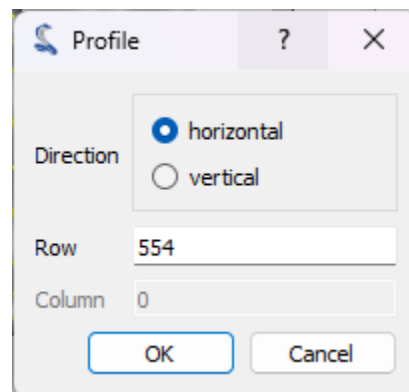 Profile ?
Direction
horizontal
vertical
Row 554
Column 0
OK Cancel